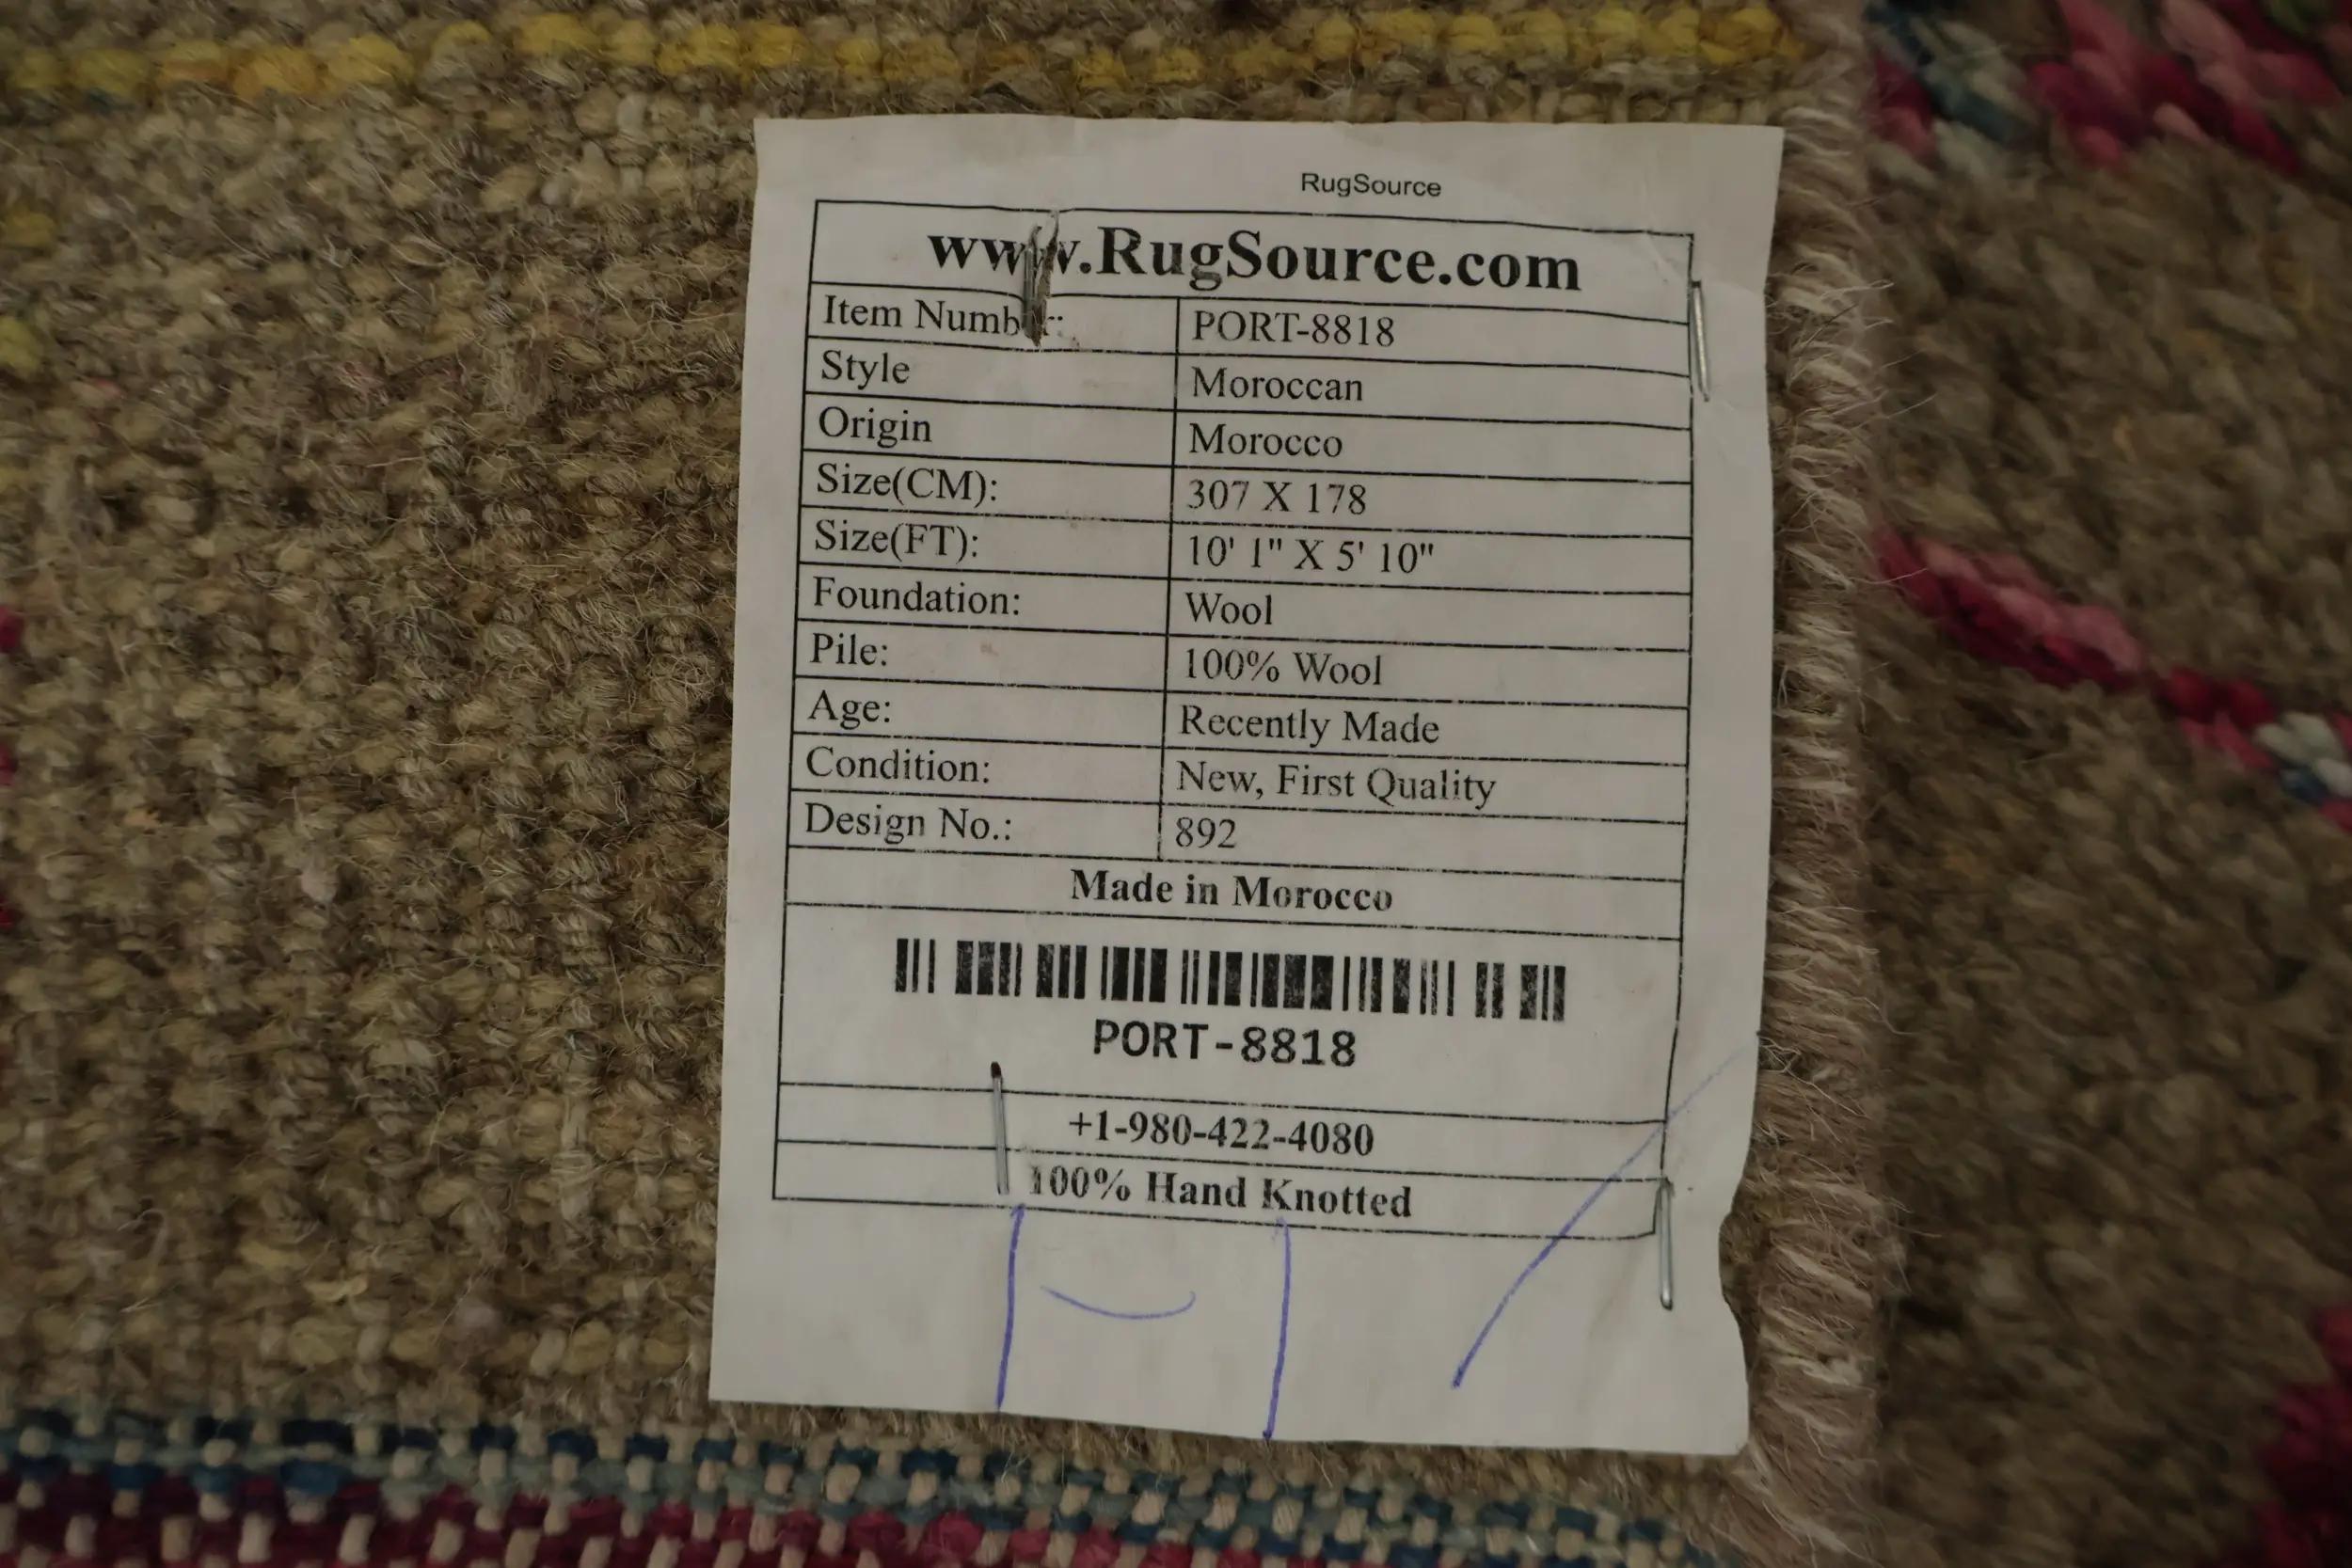 RugSource
www.RugSource.com
Item Number: PORT-8818
Style Moroccan
Origin Morocco
Size(CM): 307 X 178
Size(FT): 10' 1" X 5' 10"
Foundation: Wool
Pile: 100% Wool
Age: Recently Made
Condition: New, First Quality
Design No.: 892
Made in Morocco
PORT-8818
+1-980-422-4080
100% Hand Knotted